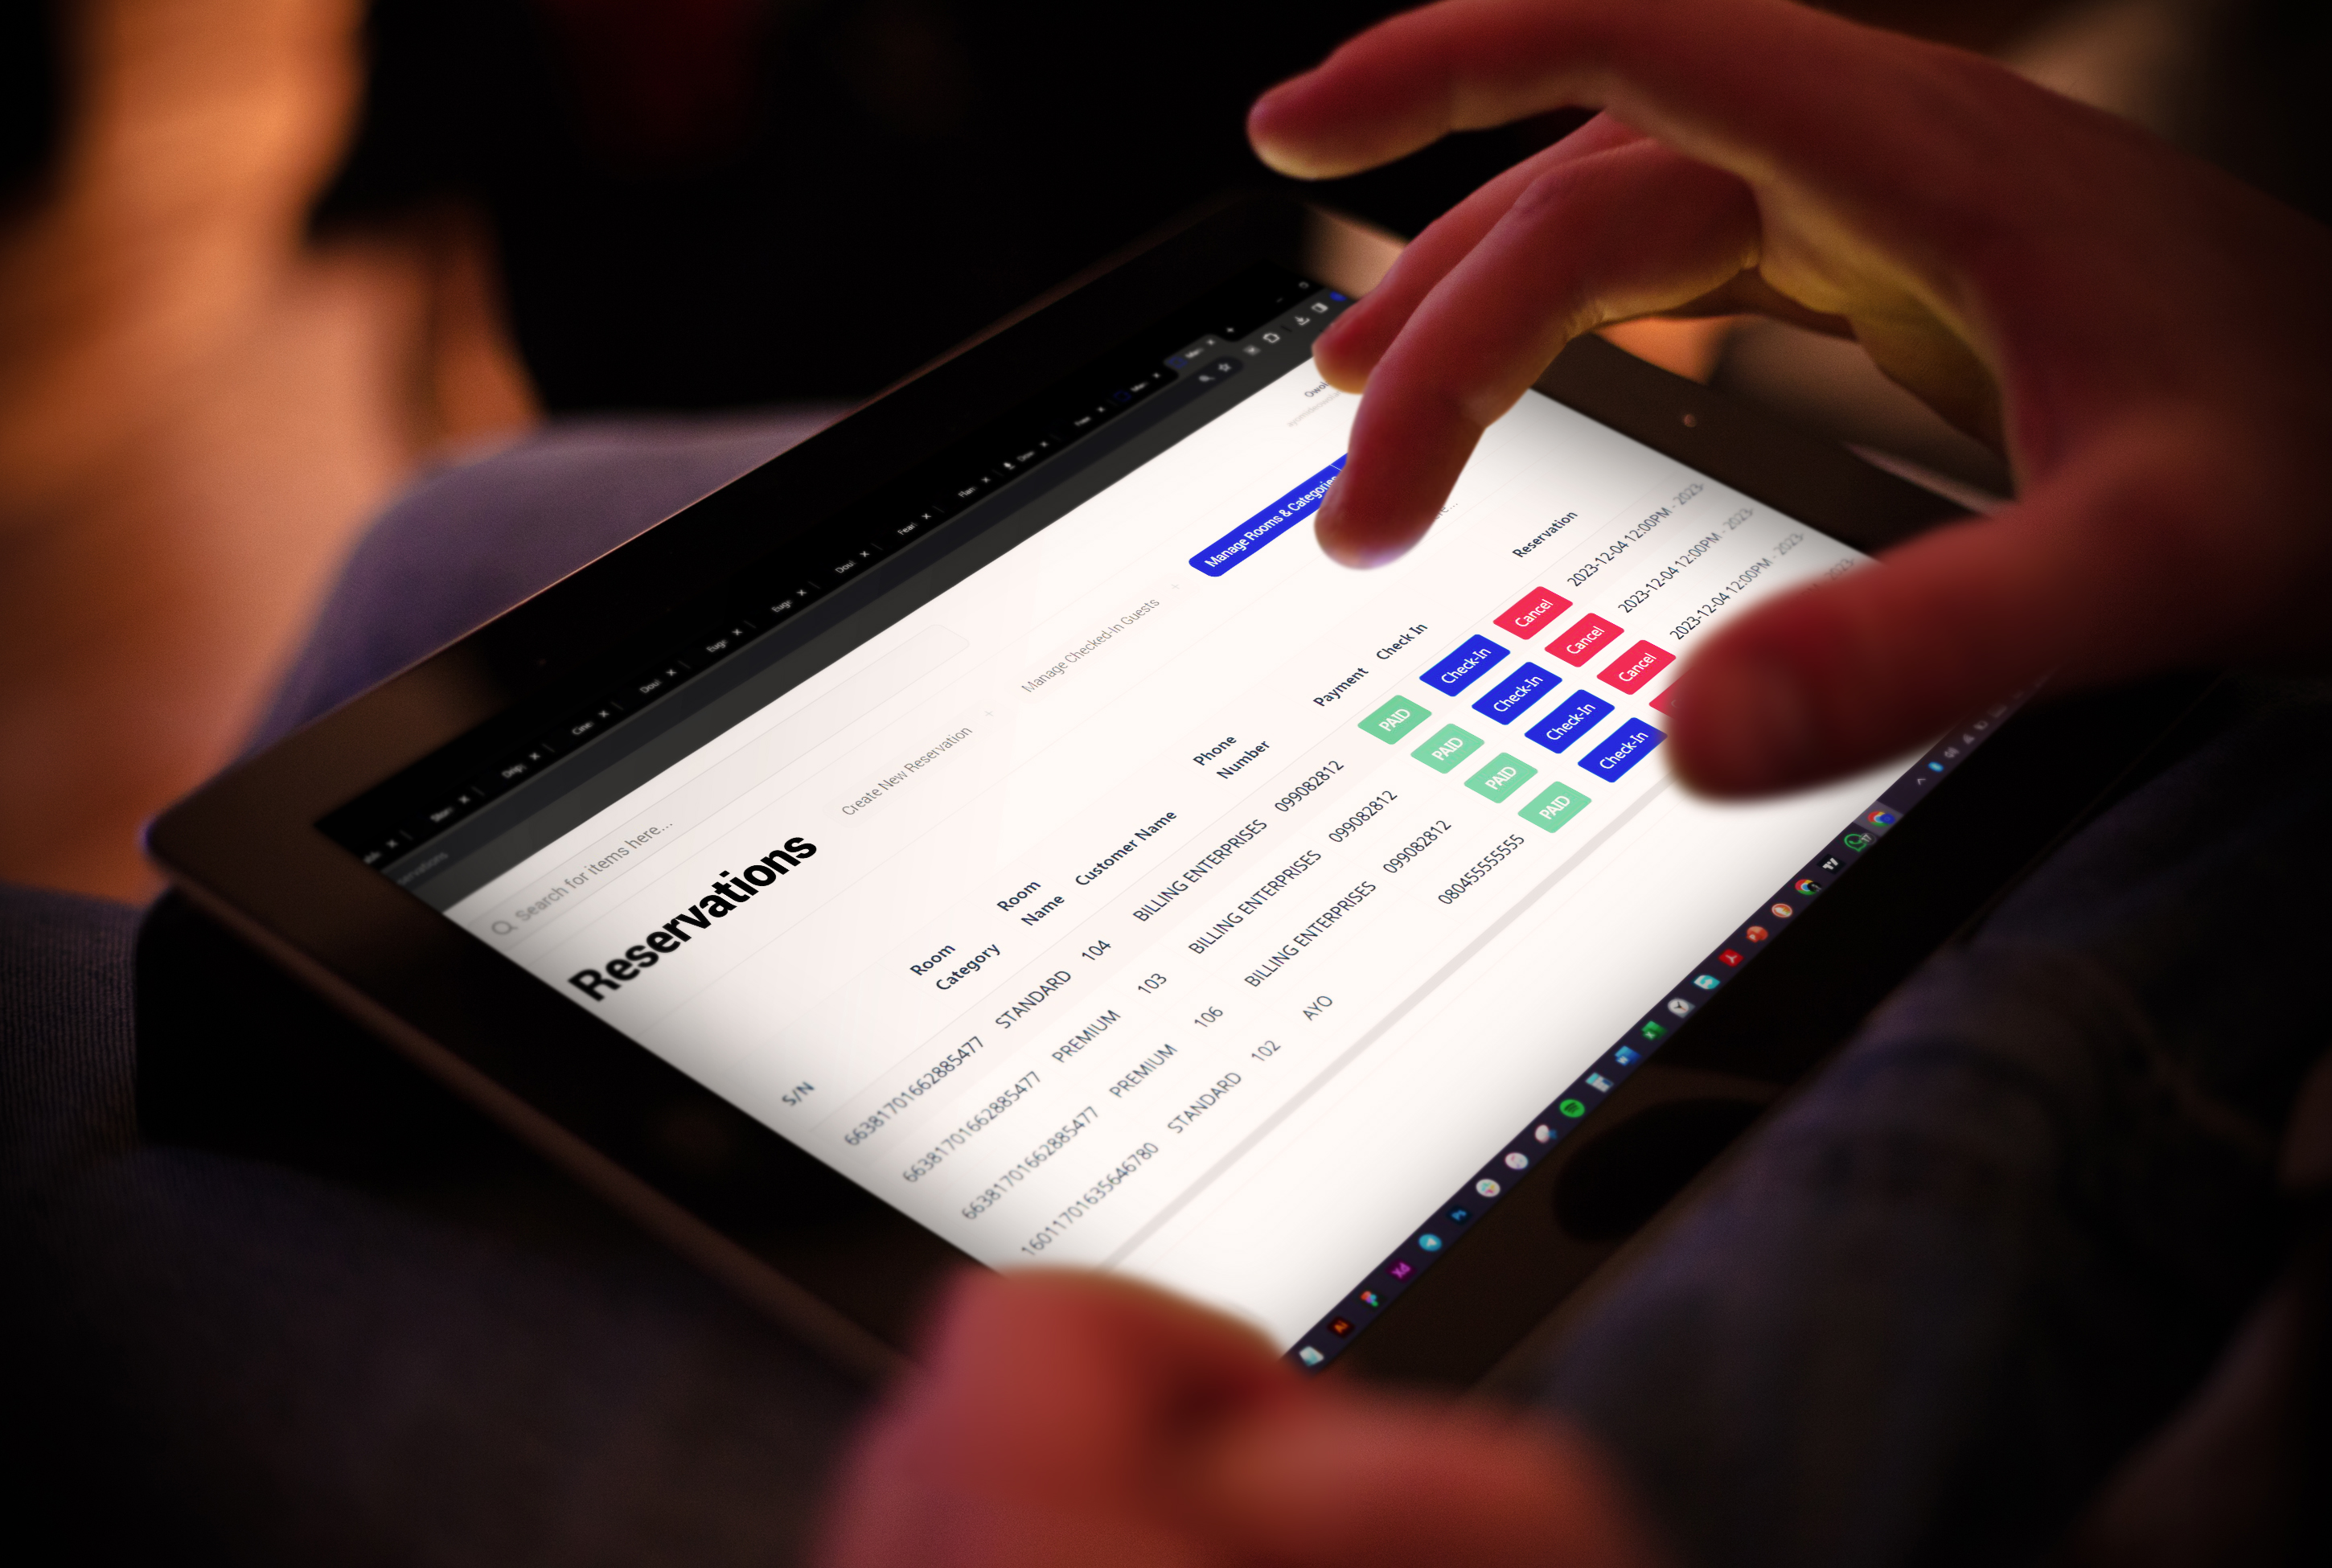 Search for items here...
Reservations
Create New Reservation +
Manage Checked-In Guests +
Manage Rooms & Categories
S/N Room Category Room Name Customer Name Phone Number Payment Check In Reservation
6638170166288​5477 STANDARD 104 BILLING ENTERPRISES 099082812 PAID Check-In Cancel 2023-12-04 12:00PM - 2023-
66381701662885477 PREMIUM 103 BILLING ENTERPRISES 099082812 PAID Check-In Cancel 2023-12-04 12:00PM - 2023-
66381701662885477 PREMIUM 106 BILLING ENTERPRISES 099082812 PAID Check-In Cancel 2023-12-04 12:00PM - 2023-
16011701635646780 STANDARD 102 AYO 080455555555 PAID Check-In 2023-